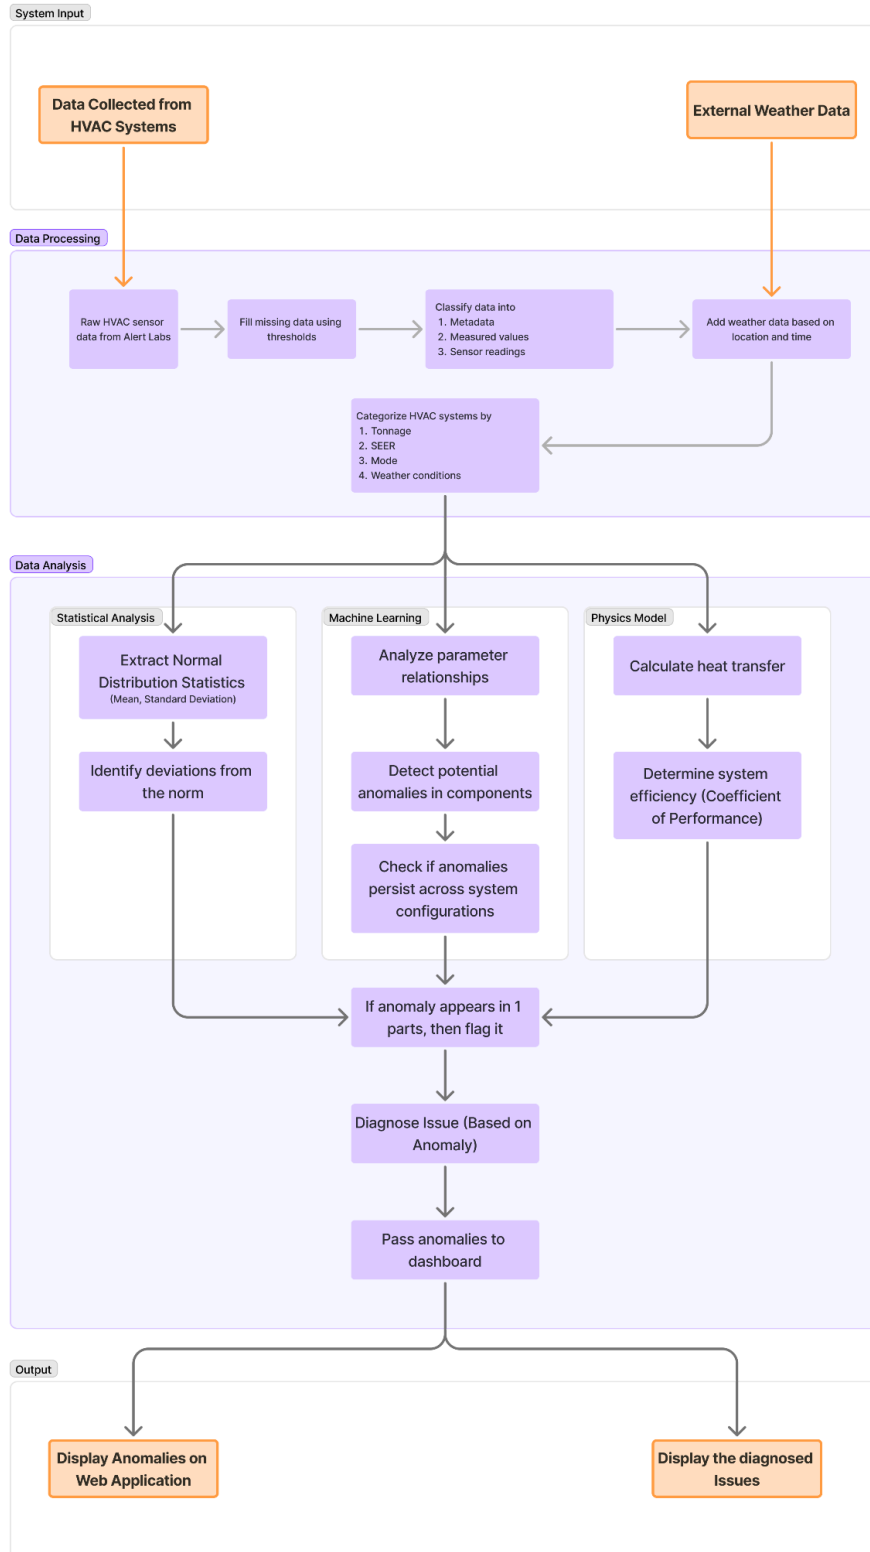 System Input
Data Collected from
HVAC Systems
External Weather Data
Data Processing
Raw HVAC sensor
data from Alert Labs
Fill missing data using
thresholds
Classify data into
1. Metadata
2. Measured values
3. Sensor readings
Add weather data based on
location and time
Categorize HVAC systems by
1. Tonnage
2. SEER
3. Mode
4. Weather conditions
Data Analysis
Statistical Analysis
Extract Normal
Distribution Statistics
(Mean, Standard Deviation)
Identify deviations from
the norm
Machine Learning
Analyze parameter
relationships
Detect potential
anomalies in components
Check if anomalies
persist across system
configurations
Physics Model
Calculate heat transfer
Determine system
efficiency (Coefficient
of Performance)
If anomaly appears in 1
parts, then flag it
Diagnose Issue (Based on
Anomaly)
Pass anomalies to
dashboard
Output
Display Anomalies on
Web Application
Display the diagnosed
Issues